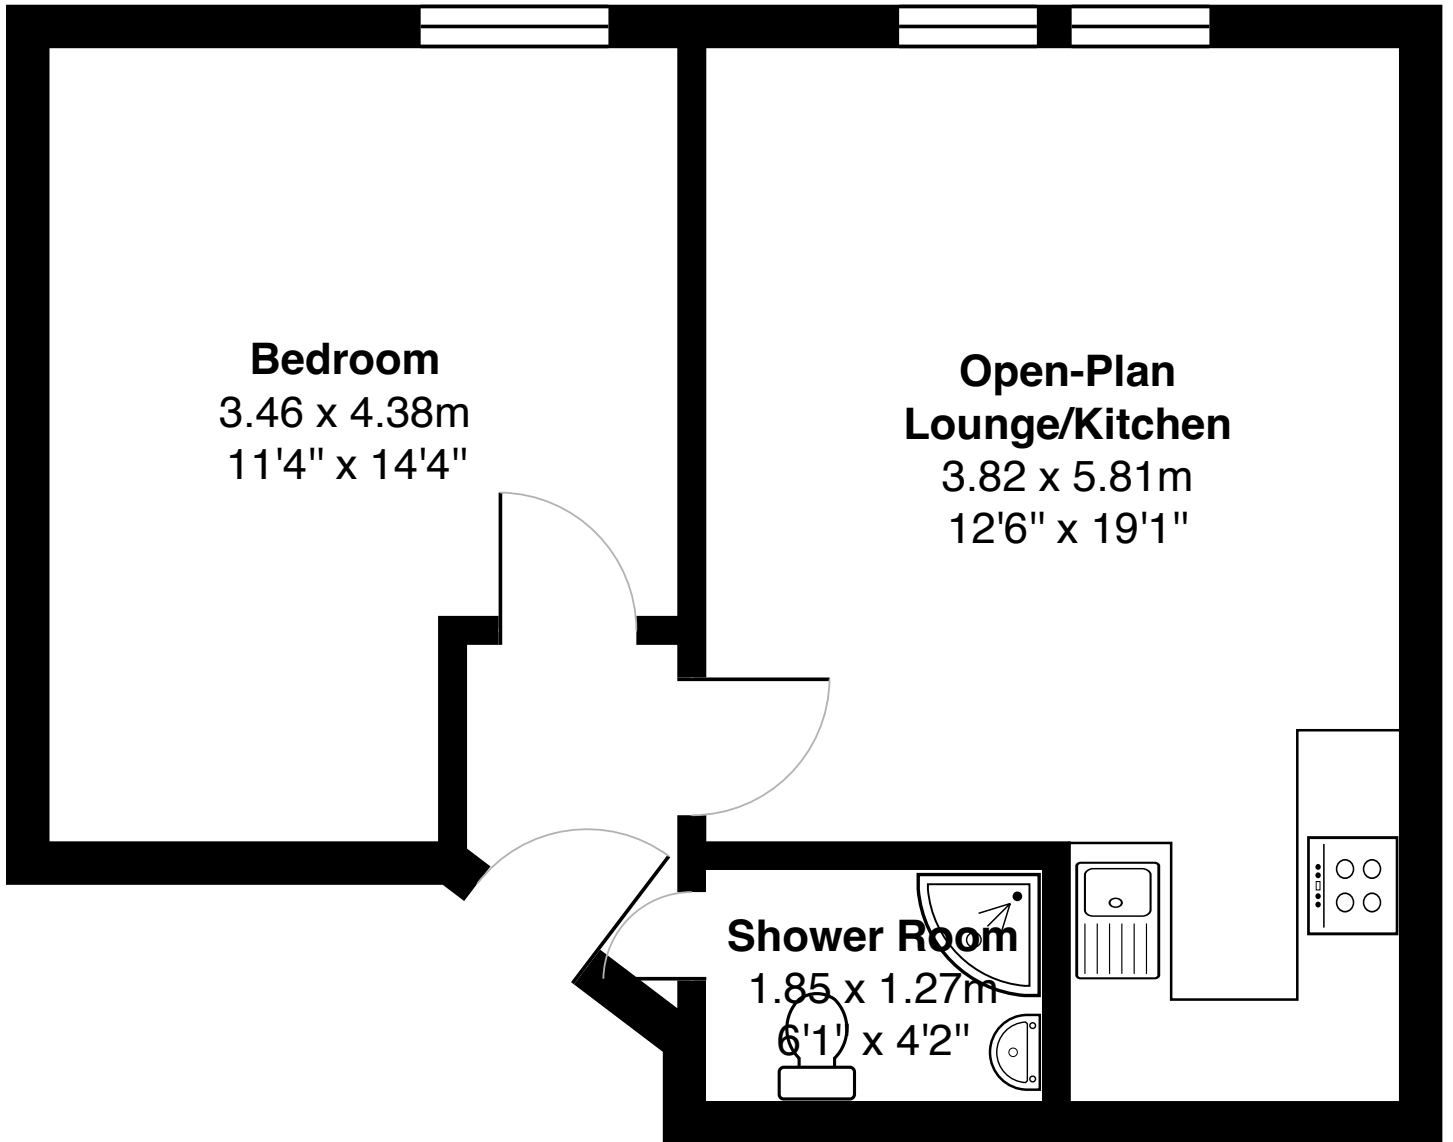 Bedroom
3.46 x 4.38m
11'4" x 14'4"
Open-Plan
Lounge/Kitchen
3.82 x 5.81m
12'6" x 19'1"
Shower Room
1.85 x 1.27m
6'1" x 4'2"